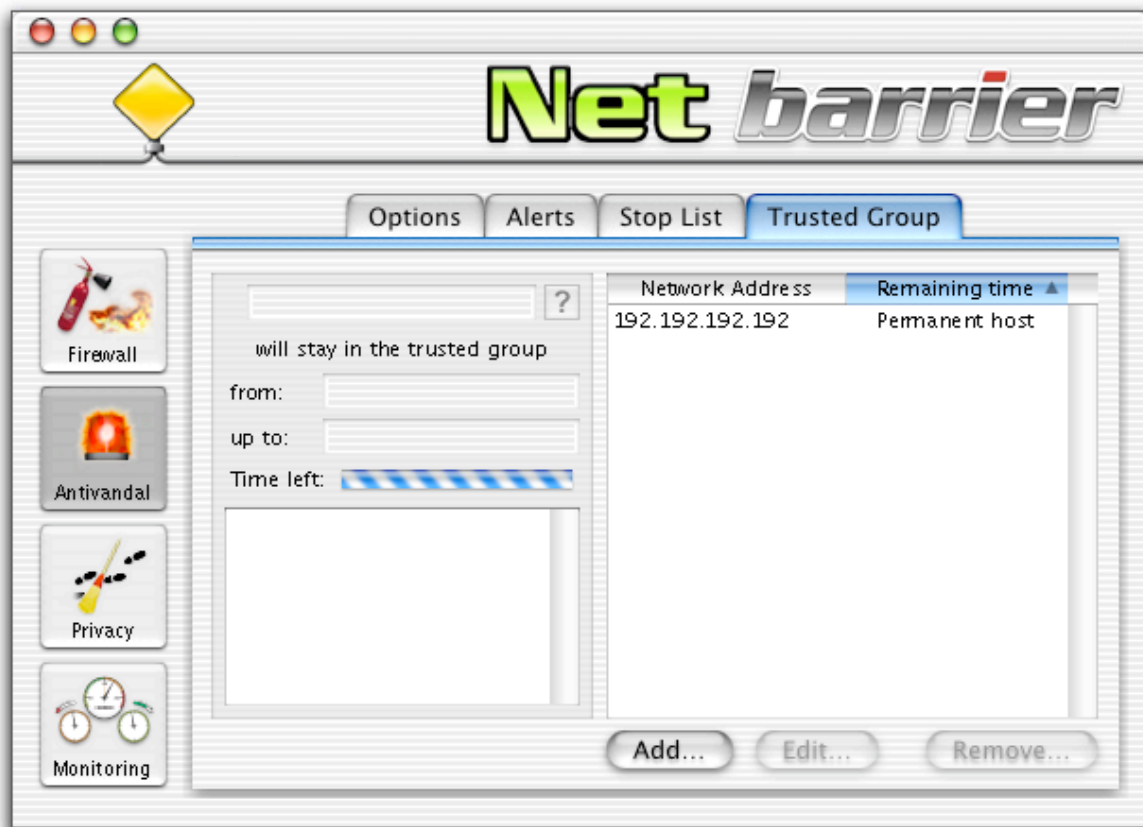 Net barrier
Options Alerts Stop List Trusted Group
Firewall
Antivandal
Privacy
Monitoring
?
will stay in the trusted group
from:
up to:
Time left:
Network Address Remaining time
192.192.192.192 Permanent host
Add... Edit... Remove...